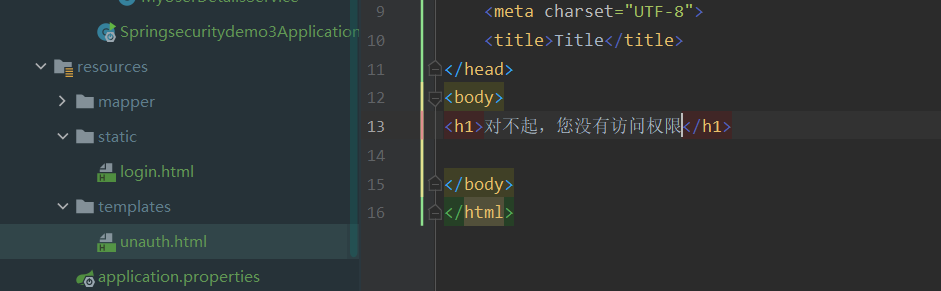 MyUserDetailsService
Springsecuritydemo3Application
resources
mapper
static
login.html
templates
unauth.html
application.properties
9 <meta charset="UTF-8">
10 <title>Title</title>
11 </head>
12 <body>
13 <h1>对不起，您没有访问权限</h1>
14
15 </body>
16 </html>